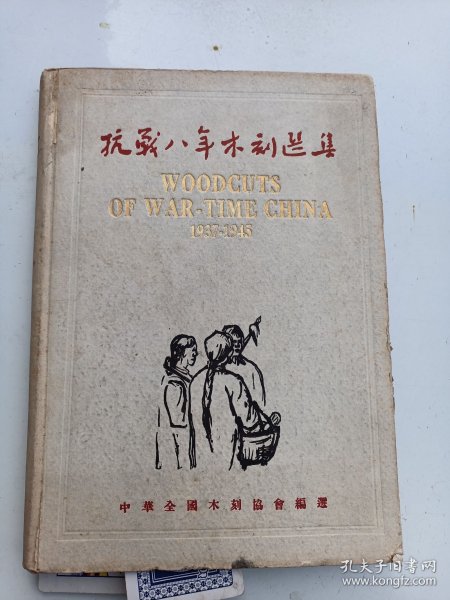 抗戰八年木刻選集
WOODCUTS
OF WAR-TIME CHINA
1937-1945
中華全國木刻協會編選
孔夫子旧书网
www.kongfz.com